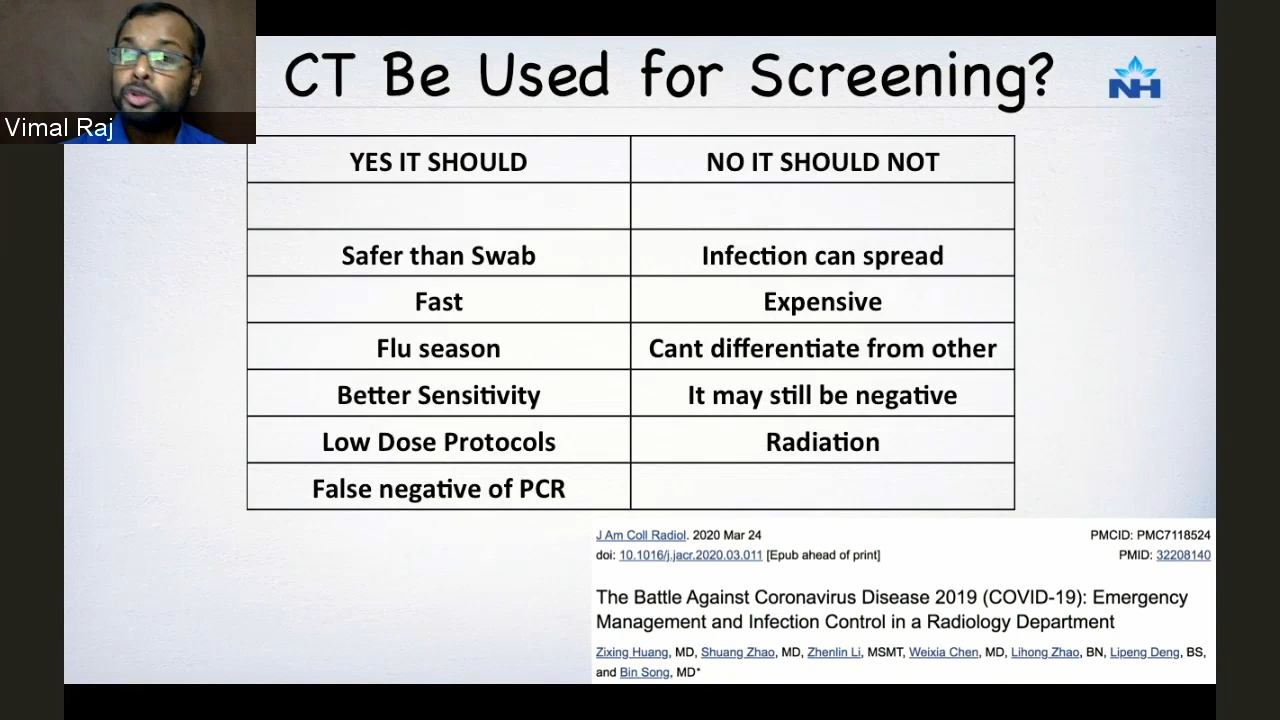 CT Be Used for Screening?
NH
Vimal Raj
YES IT SHOULD
NO IT SHOULD NOT
Safer than Swab
Infection can spread
Fast
Expensive
Flu season
Cant differentiate from other
Better Sensitivity
It may still be negative
Low Dose Protocols
Radiation
False negative of PCR
J Am Coll Radiol. 2020 Mar 24
PMCID: PMC7118524
doi: 10.1016/j.jacr.2020.03.011 [Epub ahead of print]
PMID: 32208140
The Battle Against Coronavirus Disease 2019 (COVID-19): Emergency
Management and Infection Control in a Radiology Department
Zixing Huang, MD, Shuang Zhao, MD, Zhenlin Li, MSMT, Weixia Chen, MD, Lihong Zhao, BN, Lipeng Deng, BS,
and Bin Song, MD*